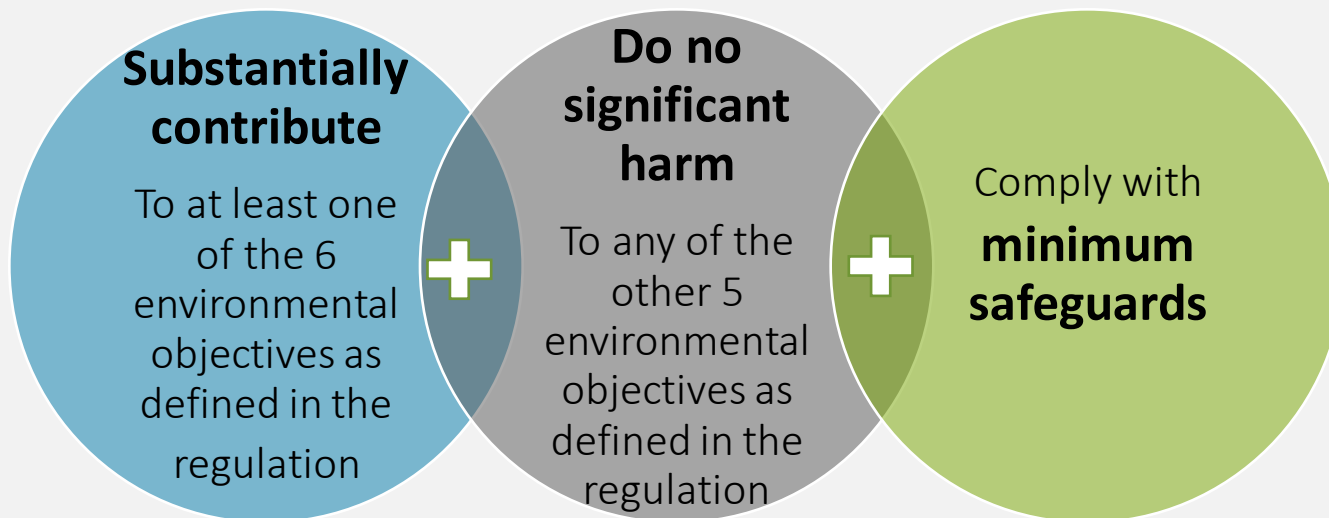 Substantially
contribute
To at least one
of the 6
environmental
objectives as
defined in the
regulation
Do no
significant
harm
To any of the
other 5
environmental
objectives as
defined in the
regulation
Comply with
minimum
safeguards